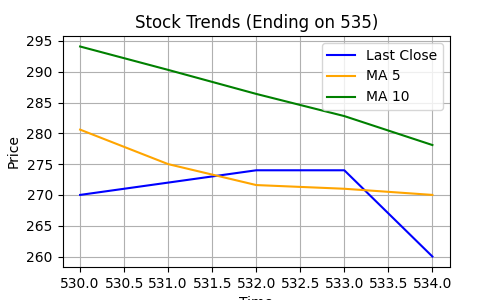 Stock Trends (Ending on 535)
Last Close
MA 5
MA 10
Price
295
290
285
280
275
270
265
260
530.0 530.5 531.0 531.5 532.0 532.5 533.0 533.5 534.0
Time